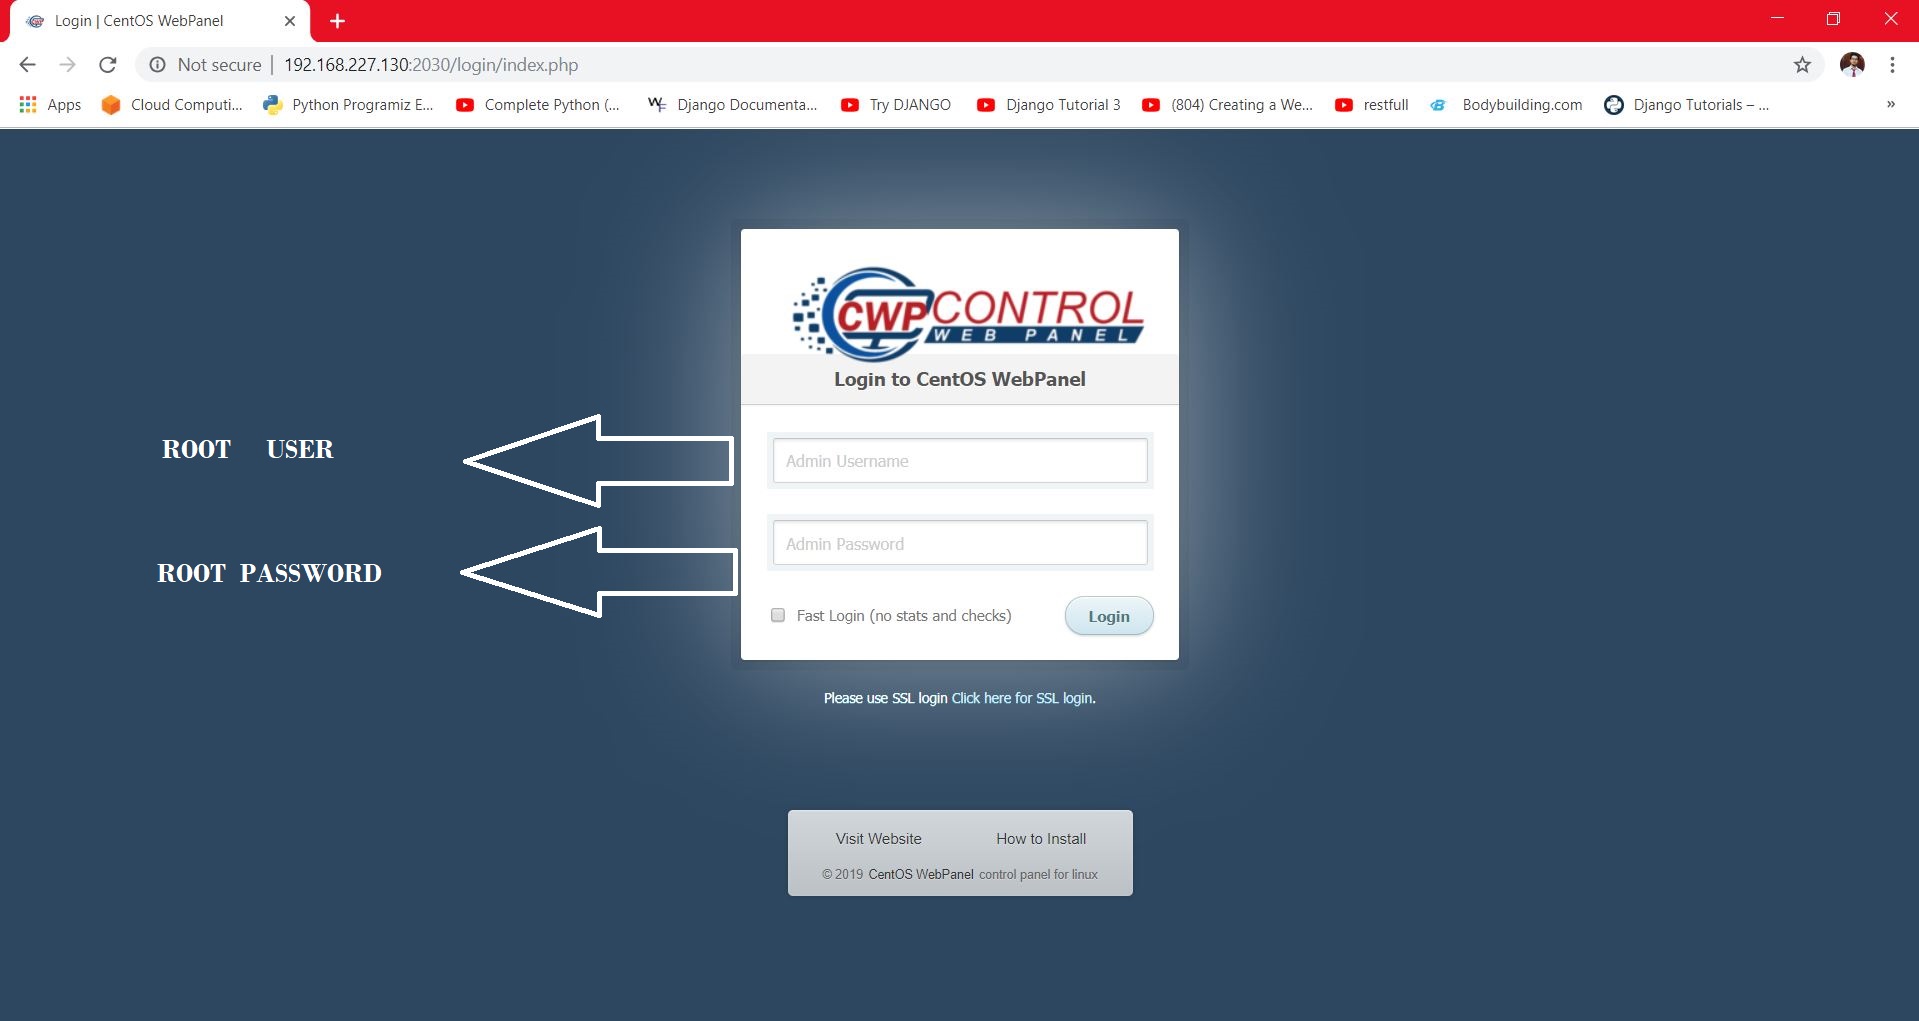 Login | CentOS WebPanel
Not secure | 192.168.227.130:2030/login/index.php
Apps Cloud Computi... Python Programiz E... Complete Python (... Django Documenta... Try DJANGO Django Tutorial 3 (804) Creating a We... restfull Bodybuilding.com Django Tutorials – ... »
CWP CONTROL
WEB PANEL
Login to CentOS WebPanel
ROOT USER
Admin Username
ROOT PASSWORD
Admin Password
Fast Login (no stats and checks) Login
Please use SSL login Click here for SSL login.
Visit Website How to Install
© 2019 CentOS WebPanel control panel for linux